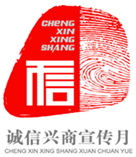 CHENG
XIN
XING
SHANG
信
诚信兴商宣传月
CHENG XIN XING SHANG XUAN CHUAN YUE